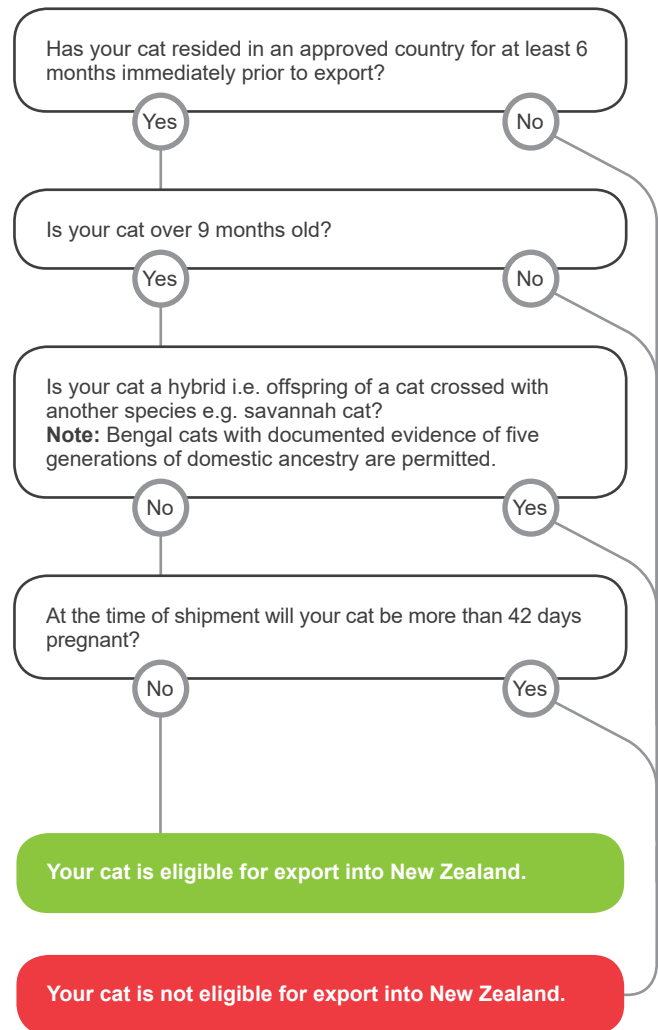 Has your cat resided in an approved country for at least 6
months immediately prior to export?
Yes
No
Is your cat over 9 months old?
Yes
No
Is your cat a hybrid i.e. offspring of a cat crossed with
another species e.g. savannah cat?
Note: Bengal cats with documented evidence of five
generations of domestic ancestry are permitted.
No
Yes
At the time of shipment will your cat be more than 42 days
pregnant?
No
Yes
Your cat is eligible for export into New Zealand.
Your cat is not eligible for export into New Zealand.